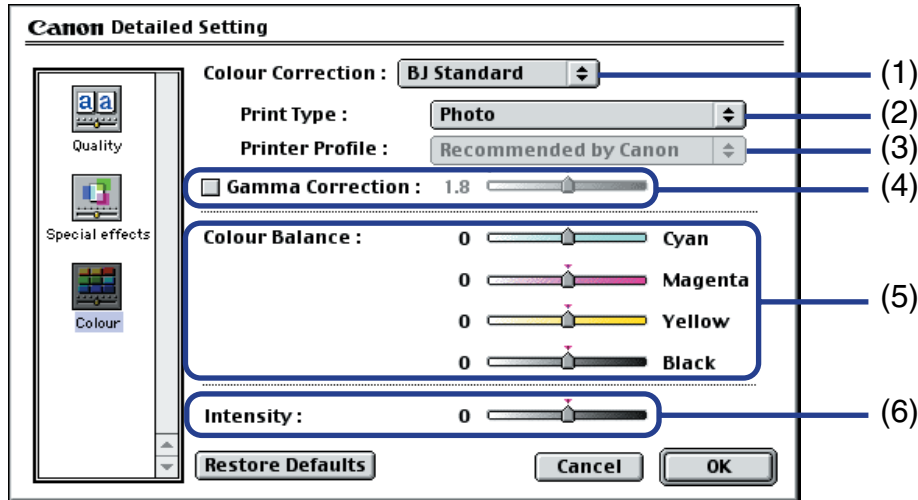 Canon Detailed Setting
Colour Correction : BJ Standard (1)
Print Type : Photo (2)
Printer Profile : Recommended by Canon (3)
Gamma Correction : 1.8 (4)
aa
Quality
Special effects
Colour
Colour Balance : 0 Cyan
0 Magenta
(5)
0 Yellow
0 Black
Intensity : 0 (6)
Restore Defaults Cancel OK